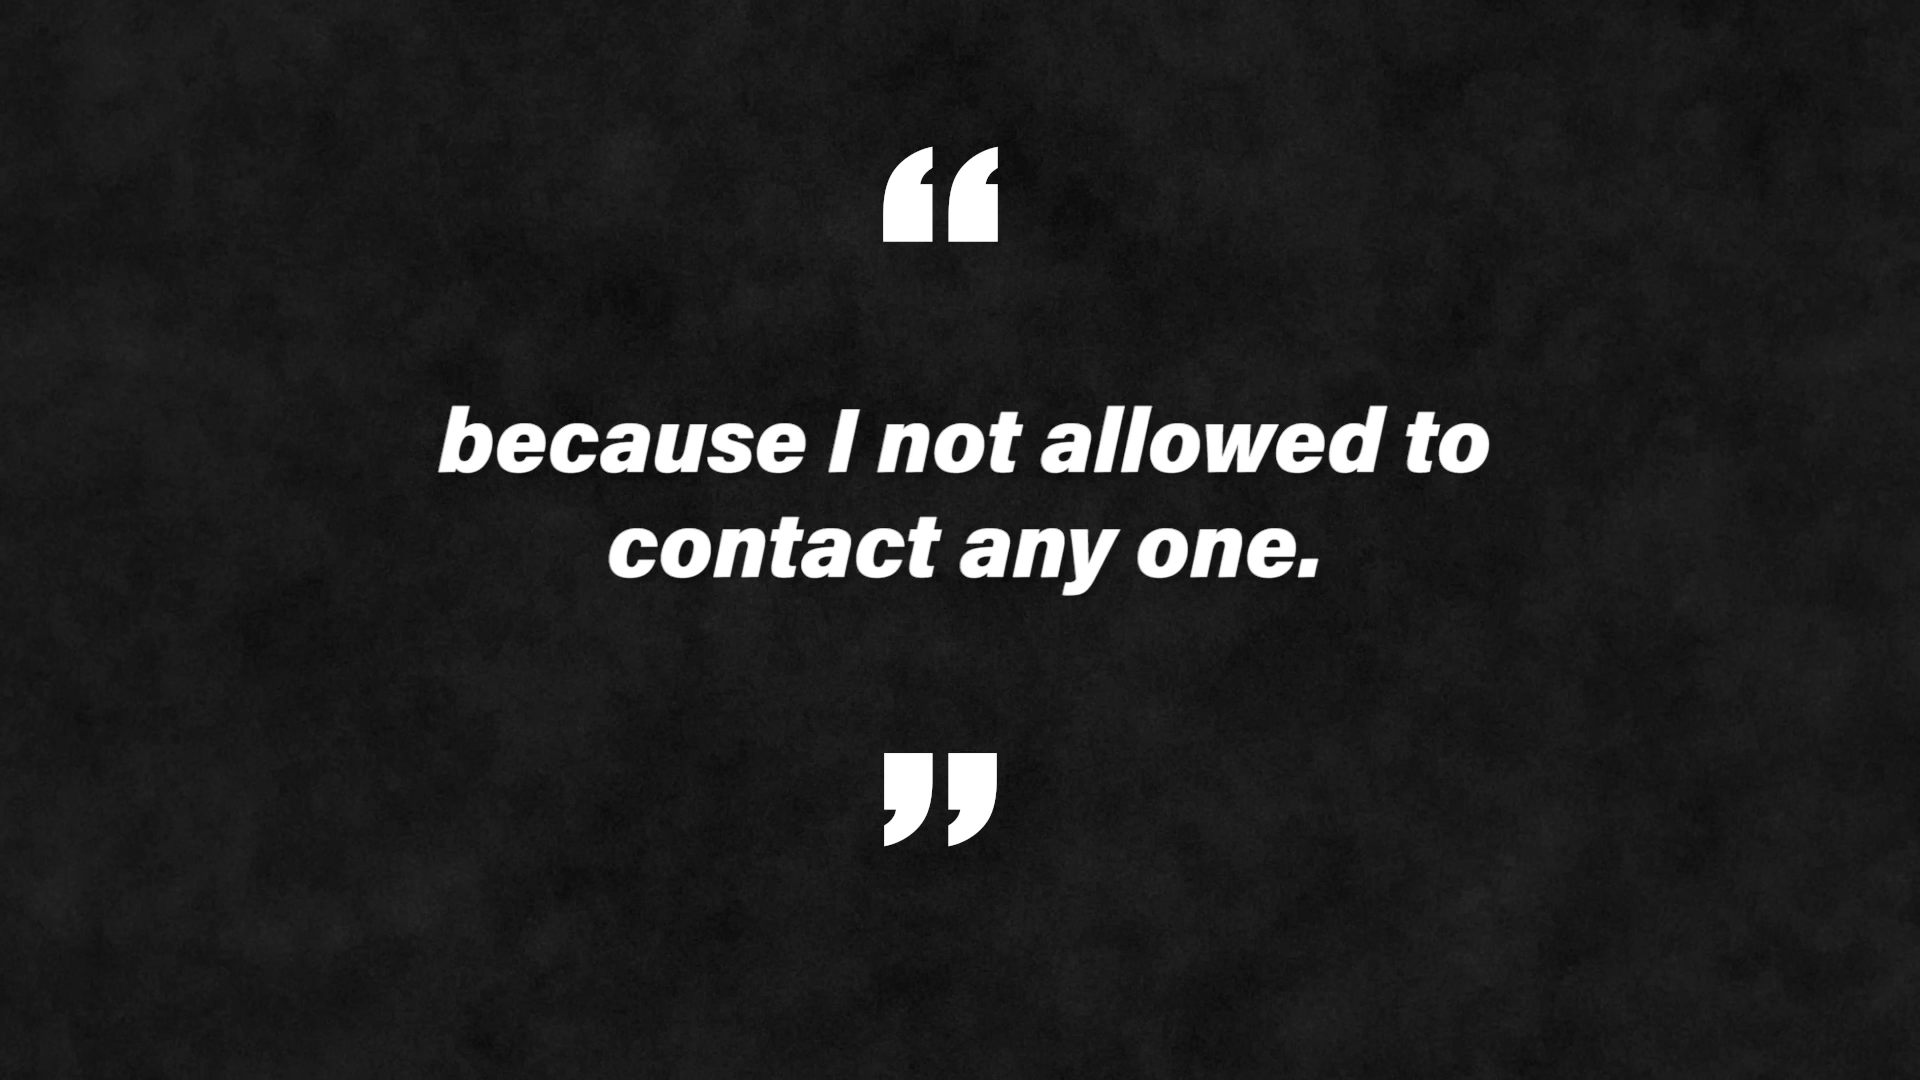 “
because I not allowed to
contact any one.
”